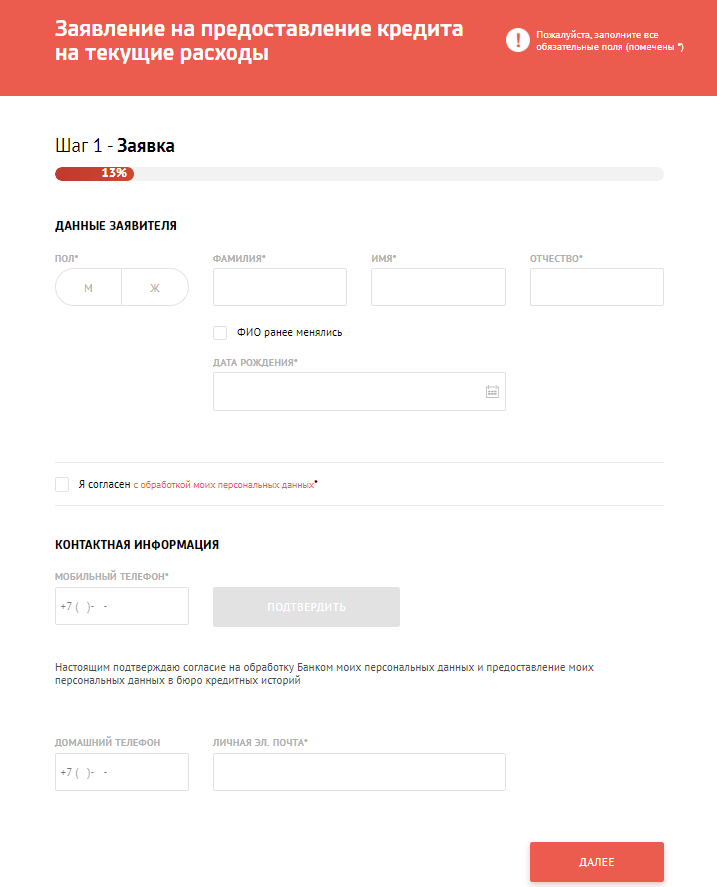 Заявление на предоставление кредита
на текущие расходы
Пожалуйста, заполните все
обязательные поля (помечены *)
Шаг 1 - Заявка
13%
ДАННЫЕ ЗАЯВИТЕЛЯ
ПОЛ* ФАМИЛИЯ* ИМЯ* ОТЧЕСТВО*
М Ж
ФИО ранее менялись
ДАТА РОЖДЕНИЯ*
Я согласен с обработкой моих персональных данных*
КОНТАКТНАЯ ИНФОРМАЦИЯ
МОБИЛЬНЫЙ ТЕЛЕФОН*
+7 ( )- - ПОДТВЕРДИТЬ
Настоящим подтверждаю согласие на обработку Банком моих персональных данных и предоставление моих
персональных данных в бюро кредитных историй
ДОМАШНИЙ ТЕЛЕФОН ЛИЧНАЯ ЭЛ. ПОЧТА*
+7 ( )- -
ДАЛЕЕ